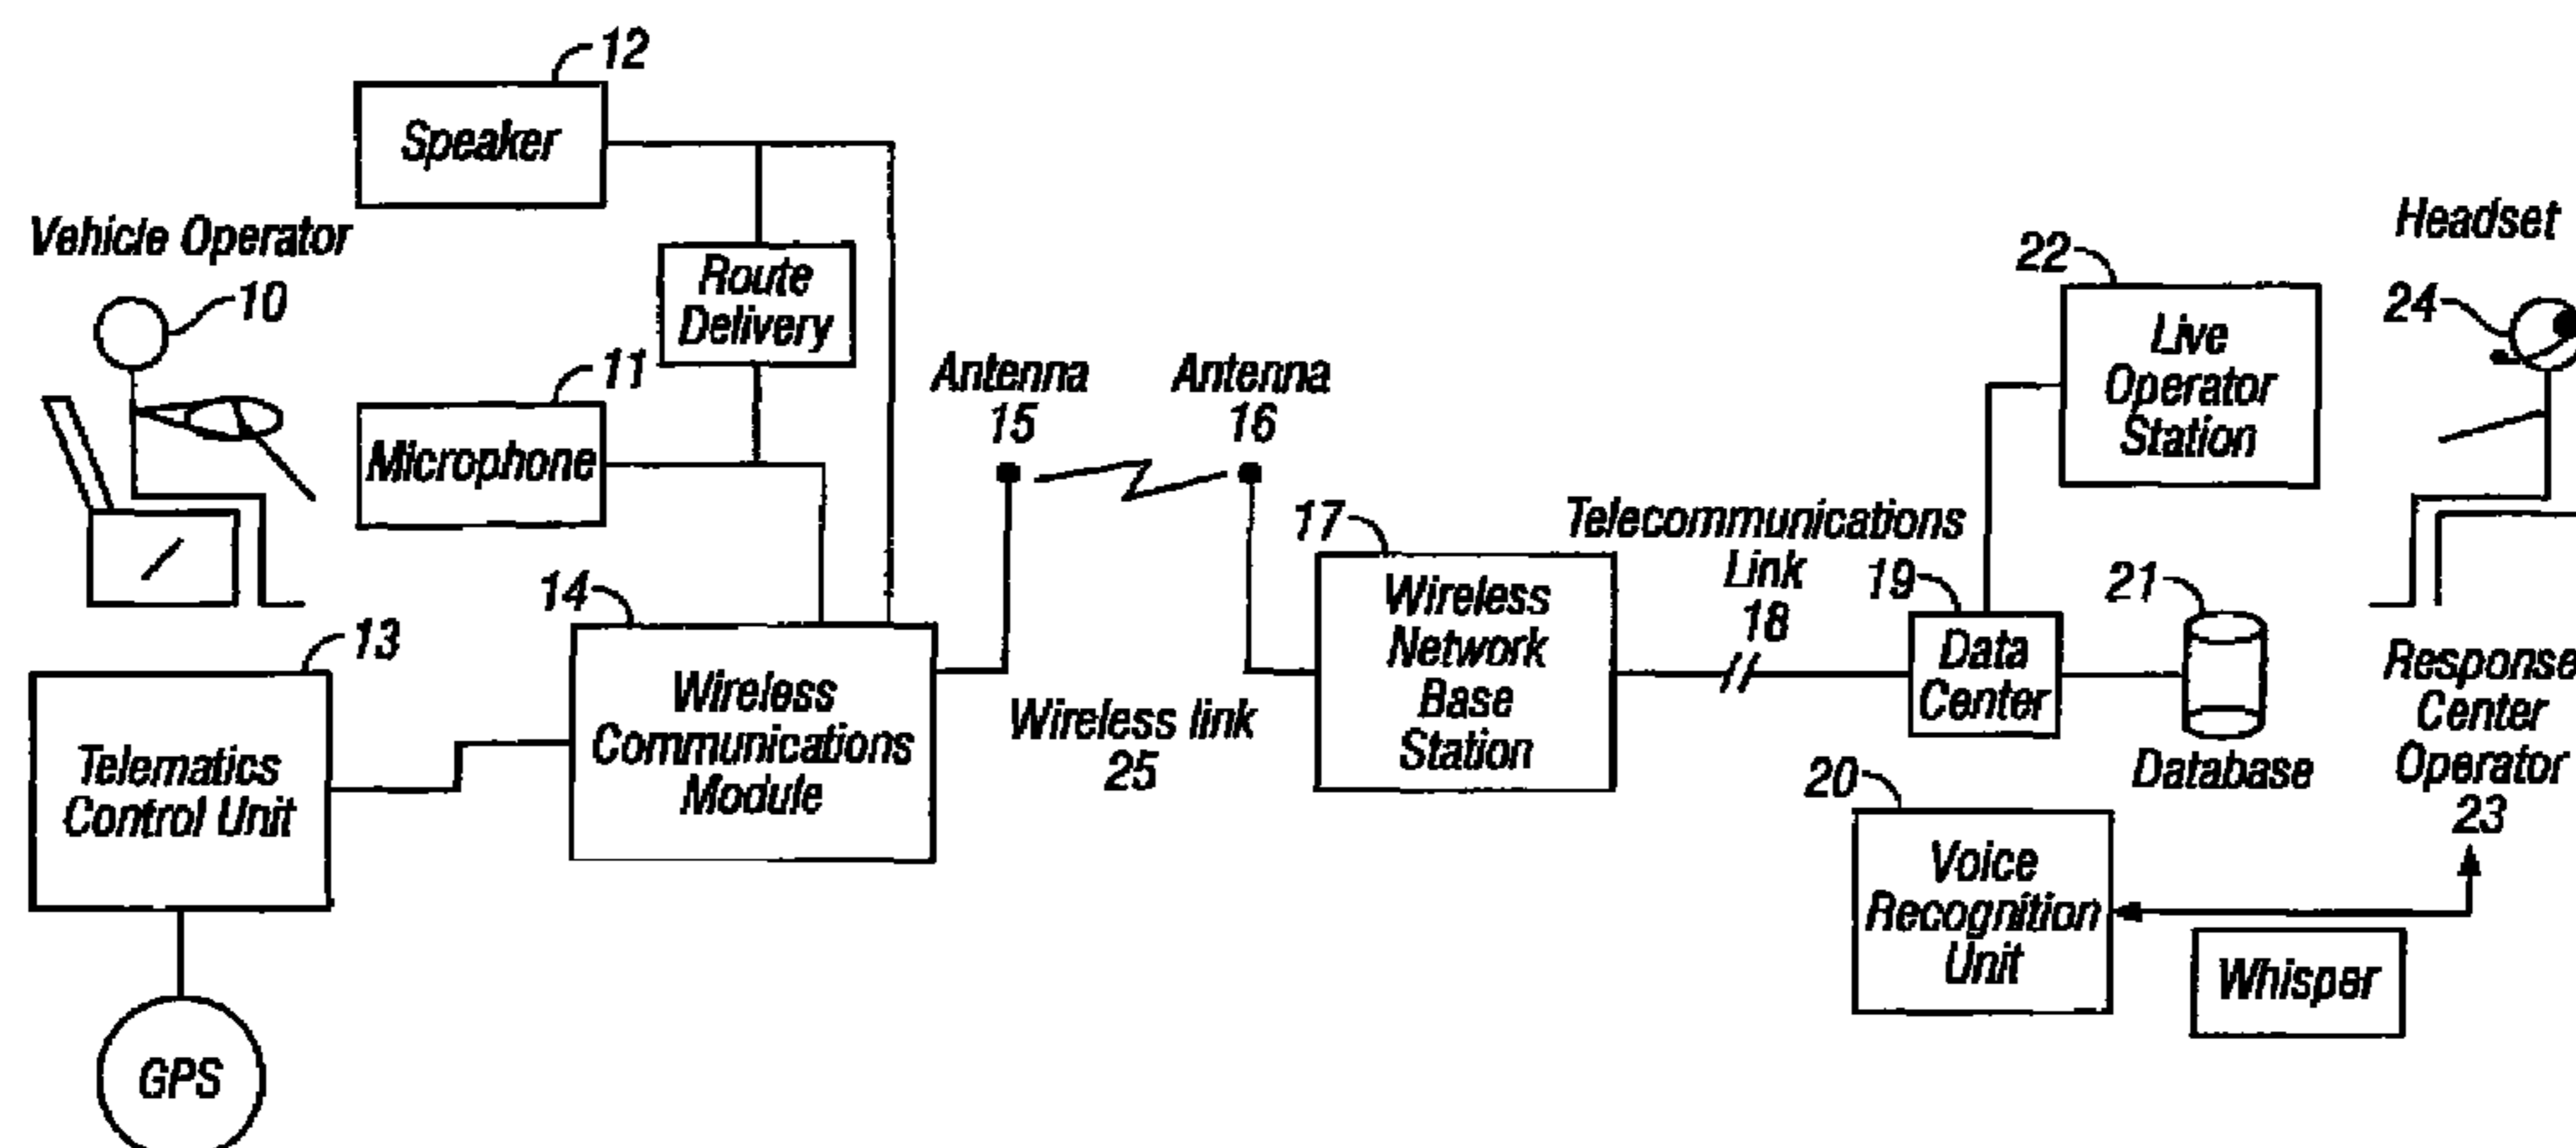 12
Speaker
Vehicle Operator
10
Route
Delivery
11
Microphone
Antenna
15
Antenna
16
22
Live
Operator
Station
Headset
24
13
Telematics
Control Unit
14
Wireless
Communications
Module
Wireless link
25
17
Wireless
Network
Base
Station
Telecommunications
Link
18
19
Data
Center
21
Database
Response
Center
Operator
23
20
Voice
Recognition
Unit
Whisper
GPS